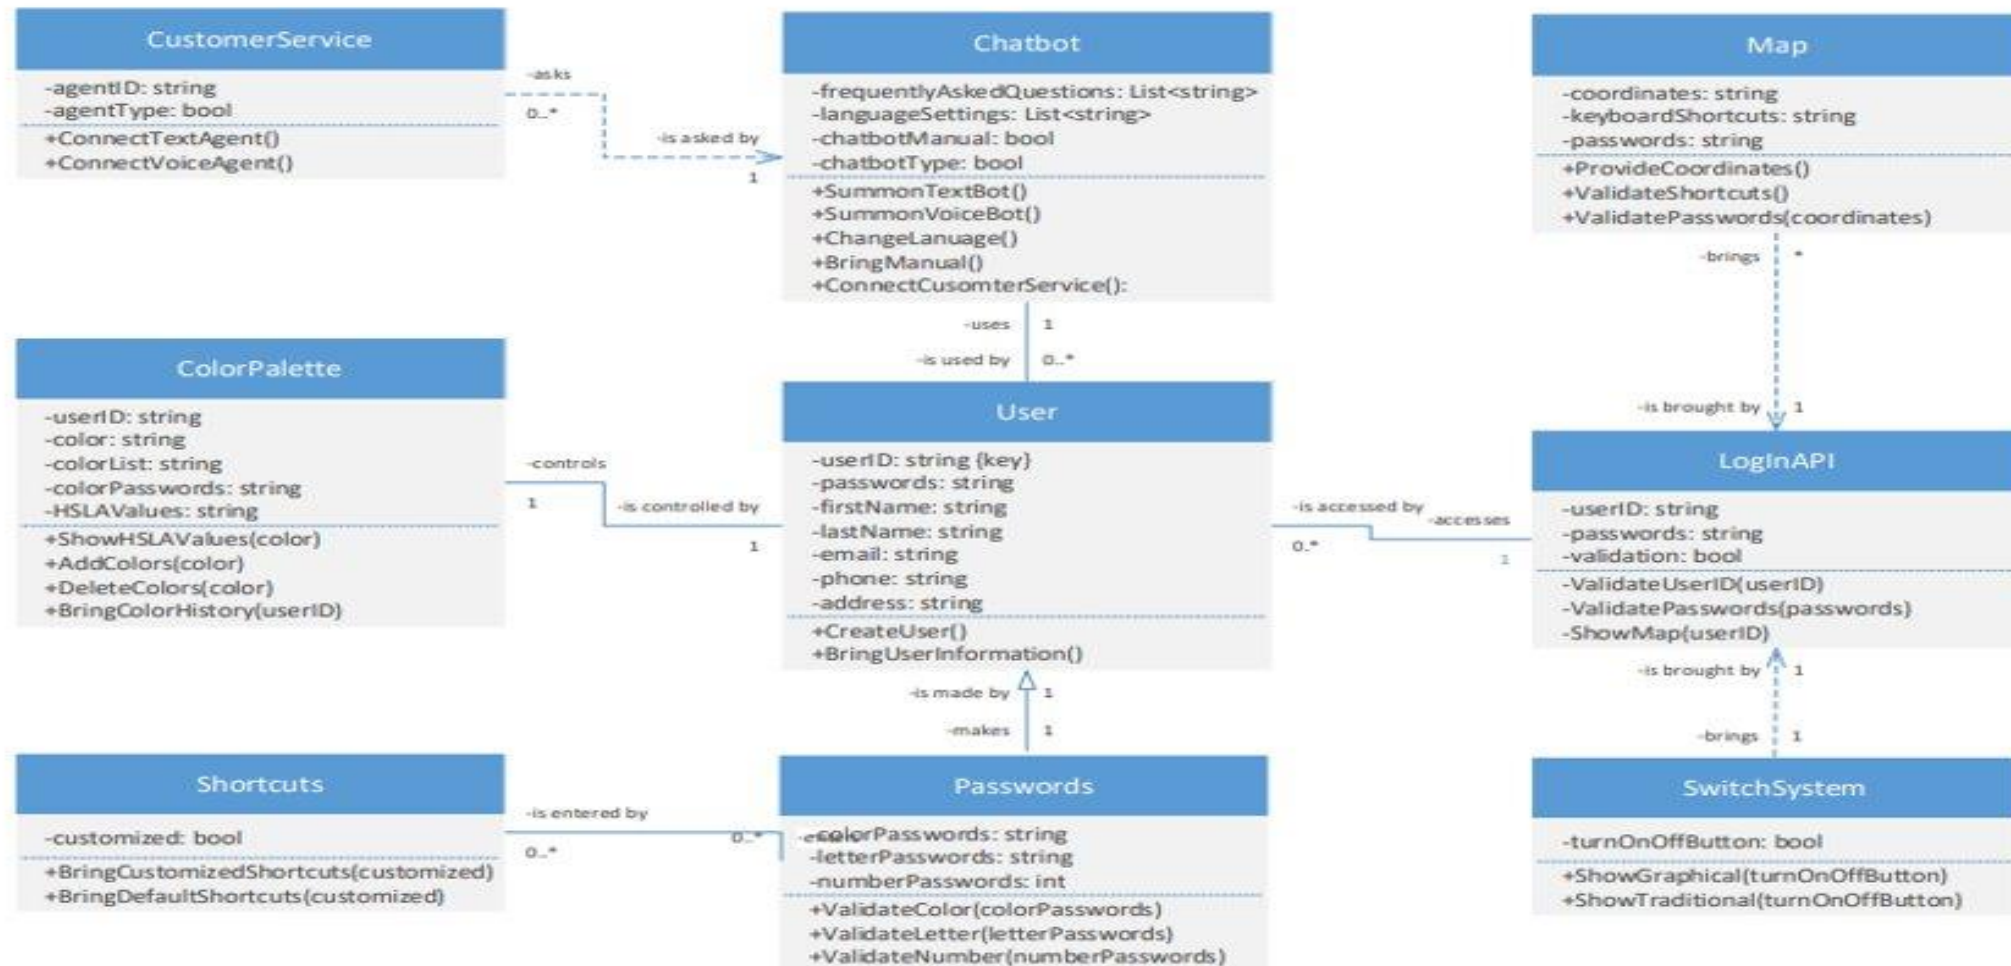 CustomerService
-agentID: string
-agentType: bool
+ConnectTextAgent()
+ConnectVoiceAgent()
-asks
0..*
-is asked by
1
Chatbot
-frequentlyAskedQuestions: List<string>
-languageSettings: List<string>
-chatbotManual: bool
-chatbotType: bool
+SummonTextBot()
+SummonVoiceBot()
+ChangeLanuage()
+BringManual()
+ConnectCusomterService():
Map
-coordinates: string
-keyboardShortcuts: string
-passwords: string
+ProvideCoordinates()
+ValidateShortcuts()
+ValidatePasswords(coordinates)
-brings
*
-is brought by
1
-uses
1
-is used by
0..*
ColorPalette
-userID: string
-color: string
-colorList: string
-colorPasswords: string
-HSLAValues: string
+ShowHSLAValues(color)
+AddColors(color)
+DeleteColors(color)
+BringColorHistory(userID)
-controls
1
-is controlled by
1
User
-userID: string {key}
-passwords: string
-firstName: string
-lastName: string
-email: string
-phone: string
-address: string
+CreateUser()
+BringUserInformation()
-is accessed by
0..*
-accesses
1
LogInAPI
-userID: string
-passwords: string
-validation: bool
-ValidateUserID(userID)
-ValidatePasswords(passwords)
-ShowMap(userID)
-is brought by
1
-brings
1
-is made by
1
-makes
1
Shortcuts
-customized: bool
+BringCustomizedShortcuts(customized)
+BringDefaultShortcuts(customized)
-is entered by
0..*
0..*
Passwords
-colorPasswords: string
-letterPasswords: string
-numberPasswords: int
+ValidateColor(colorPasswords)
+ValidateLetter(letterPasswords)
+ValidateNumber(numberPasswords)
SwitchSystem
-turnOnOffButton: bool
+ShowGraphical(turnOnOffButton)
+ShowTraditional(turnOnOffButton)